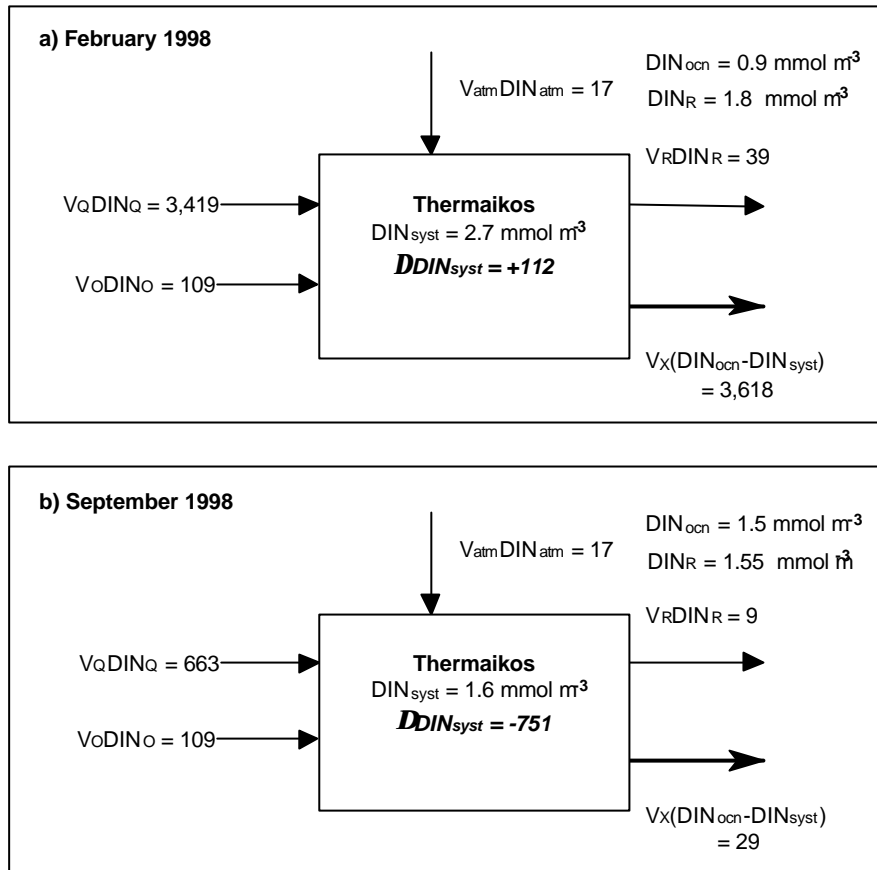 a) February 1998
VatmDINatm = 17
DINocn = 0.9 mmol m-3
DINR = 1.8 mmol m-3
VRDINR = 39
VQDINQ = 3,419
Thermaikos
DINsyst = 2.7 mmol m-3
DDINsyst = +112
VODINO = 109
VX(DINocn-DINsyst)
= 3,618
b) September 1998
VatmDINatm = 17
DINocn = 1.5 mmol m-3
DINR = 1.55 mmol m-3
VRDINR = 9
VQDINQ = 663
Thermaikos
DINsyst = 1.6 mmol m-3
DDINsyst = -751
VODINO = 109
VX(DINocn-DINsyst)
= 29